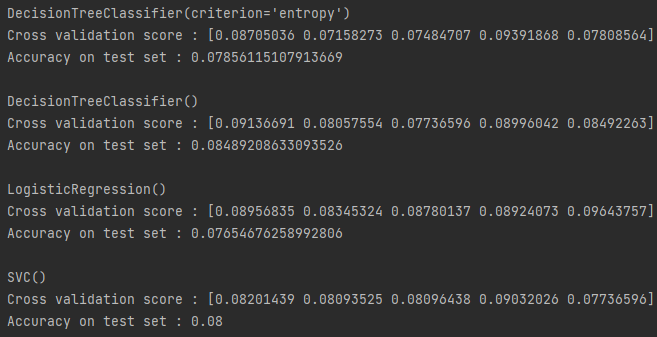 DecisionTreeClassifier(criterion='entropy')
Cross validation score : [0.08705036 0.07158273 0.07484707 0.09391868 0.07808564]
Accuracy on test set : 0.07856115107913669
DecisionTreeClassifier()
Cross validation score : [0.09136691 0.08057554 0.07736596 0.08996042 0.08492263]
Accuracy on test set : 0.08489208633093526
LogisticRegression()
Cross validation score : [0.08956835 0.08345324 0.08780137 0.08924073 0.09643757]
Accuracy on test set : 0.07654676258992806
SVC()
Cross validation score : [0.08201439 0.08093525 0.08096438 0.09032026 0.07736596]
Accuracy on test set : 0.08